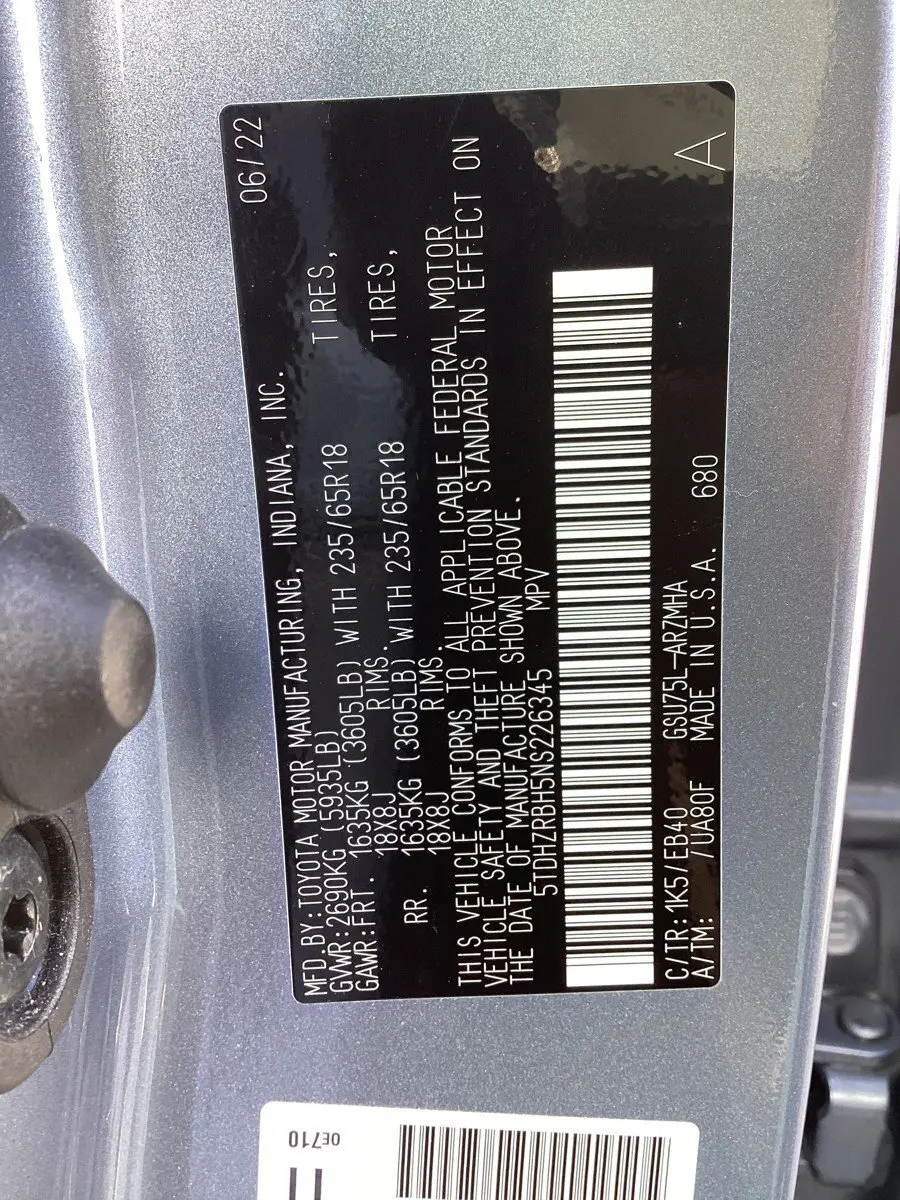 MFD.BY:TOYOTA MOTOR MANUFACTURING, INDIANA, INC. 06/22
GVWR:2690KG (5935LB)
GAWR:FRT. 1635KG (3605LB) WITH 235/65R18 TIRES,
18X8J RIMS.
RR. 1635KG (3605LB) WITH 235/65R18 TIRES,
18X8J RIMS.
THIS VEHICLE CONFORMS TO ALL APPLICABLE FEDERAL MOTOR
VEHICLE SAFETY AND THEFT PREVENTION STANDARDS IN EFFECT ON
THE DATE OF MANUFACTURE SHOWN ABOVE.
5TDHZRBH5NS226345 MPV
C/TR:1K5/EB40 GSU75L-ARZMHA
A/TM: /UA80F MADE IN U.S.A. 680 A
0E710